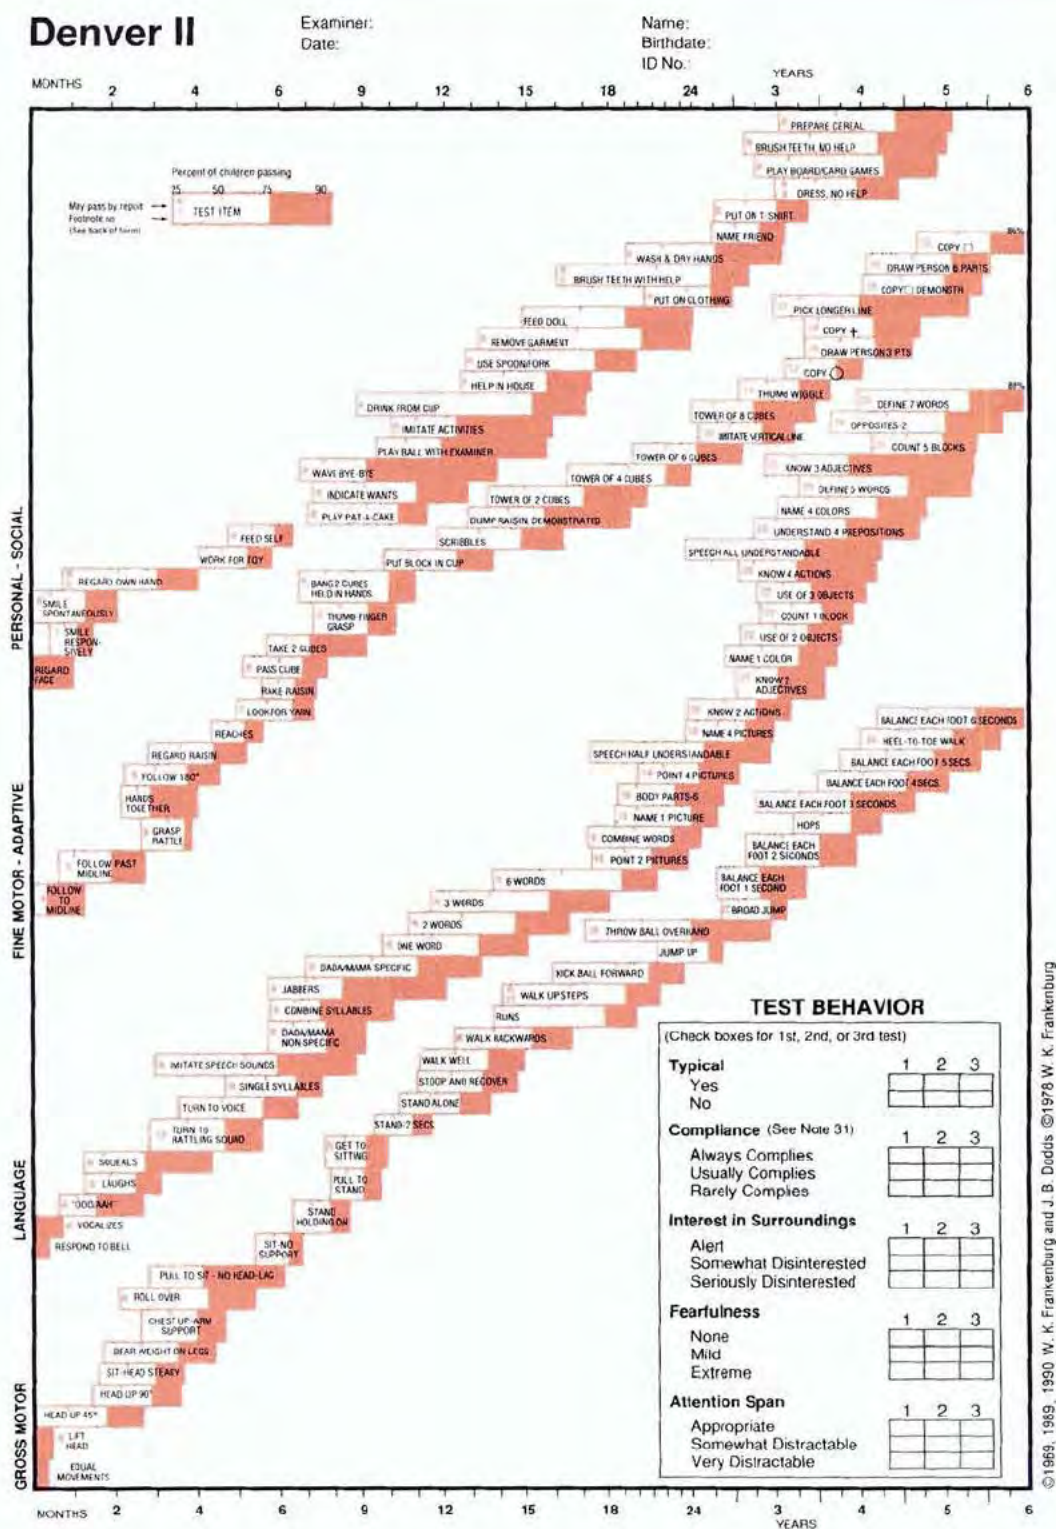 Denver II
Examiner:
Date:
Name:
Birthdate:
ID No.:
MONTHS 2 4 6 9 12 15 18 24 YEARS 3 4 5 6
Percent of children passing
25 50 75 90
May pass by report
Footnote no
(See back of form)
TEST ITEM
PERSONAL - SOCIAL
PREPARE CEREAL
BRUSH TEETH, NO HELP
PLAY BOARD/CARD GAMES
DRESS, NO HELP
PUT ON T-SHIRT
NAME FRIEND
WASH & DRY HANDS
BRUSH TEETH WITH HELP
PUT ON CLOTHING
FEED DOLL
REMOVE GARMENT
USE SPOON/FORK
HELP IN HOUSE
DRINK FROM CUP
IMITATE ACTIVITIES
PLAY BALL WITH EXAMINER
WAVE BYE-BYE
INDICATE WANTS
PLAY PAT-A-CAKE
FEED SELF
WORK FOR TOY
REGARD OWN HAND
SMILE
SPONTANEOUSLY
SMILE
RESPON-
SIVELY
REGARD
FACE
FINE MOTOR - ADAPTIVE
86%
COPY □
DRAW PERSON 6 PARTS
COPY □ DEMONSTR
PICK LONGER LINE
COPY +
DRAW PERSON 3 PTS
COPY ○
THUMB WIGGLE
TOWER OF 8 CUBES
IMITATE VERTICAL LINE
TOWER OF 6 CUBES
TOWER OF 4 CUBES
TOWER OF 2 CUBES
DUMP RAISIN, DEMONSTRATED
SCRIBBLES
PUT BLOCK IN CUP
BANG 2 CUBES
HELD IN HANDS
THUMB-FINGER
GRASP
TAKE 2 CUBES
PASS CUBE
RAKE RAISIN
LOOK FOR YARN
REACHES
REGARD RAISIN
FOLLOW 180°
HANDS
TOGETHER
GRASP
RATTLE
FOLLOW PAST
MIDLINE
FOLLOW
TO
MIDLINE
LANGUAGE
88%
DEFINE 7 WORDS
OPPOSITES-2
COUNT 5 BLOCKS
KNOW 3 ADJECTIVES
DEFINE 5 WORDS
NAME 4 COLORS
UNDERSTAND 4 PREPOSITIONS
SPEECH ALL UNDERSTANDABLE
KNOW 4 ACTIONS
USE OF 3 OBJECTS
COUNT 1 BLOCK
USE OF 2 OBJECTS
NAME 1 COLOR
KNOW 2
ADJECTIVES
KNOW 2 ACTIONS
NAME 4 PICTURES
SPEECH HALF UNDERSTANDABLE
POINT 4 PICTURES
BODY PARTS-6
NAME 1 PICTURE
COMBINE WORDS
POINT 2 PICTURES
6 WORDS
3 WORDS
2 WORDS
ONE WORD
DADA/MAMA SPECIFIC
JABBERS
COMBINE SYLLABLES
DADA/MAMA
NON SPECIFIC
IMITATE SPEECH SOUNDS
SINGLE SYLLABLES
TURN TO VOICE
TURN TO
RATTLING SOUND
SQUEALS
LAUGHS
"OOO/AAH"
VOCALIZES
RESPOND TO BELL
GROSS MOTOR
BALANCE EACH FOOT 6 SECONDS
HEEL-TO-TOE WALK
BALANCE EACH FOOT 5 SECS.
BALANCE EACH FOOT 4 SECS.
BALANCE EACH FOOT 3 SECONDS
HOPS
BALANCE EACH
FOOT 2 SECONDS
BALANCE EACH
FOOT 1 SECOND
BROAD JUMP
THROW BALL OVERHAND
JUMP UP
KICK BALL FORWARD
WALK UP STEPS
RUNS
WALK BACKWARDS
WALK WELL
STOOP AND RECOVER
STAND ALONE
STAND-2 SECS
GET TO
SITTING
PULL TO
STAND
STAND
HOLDING ON
SIT-NO
SUPPORT
PULL TO SIT - NO HEAD-LAG
ROLL OVER
CHEST UP-ARM
SUPPORT
BEAR WEIGHT ON LEGS
SIT-HEAD STEADY
HEAD UP 90°
HEAD UP 45°
LIFT
HEAD
EQUAL
MOVEMENTS
TEST BEHAVIOR
(Check boxes for 1st, 2nd, or 3rd test)
Typical 1 2 3
Yes
No
Compliance (See Note 31) 1 2 3
Always Complies
Usually Complies
Rarely Complies
Interest in Surroundings 1 2 3
Alert
Somewhat Disinterested
Seriously Disinterested
Fearfulness 1 2 3
None
Mild
Extreme
Attention Span 1 2 3
Appropriate
Somewhat Distractable
Very Distractable
MONTHS 2 4 6 9 12 15 18 24 3 4 5 6
YEARS
©1969, 1989, 1990 W. K. Frankenburg and J. B. Dodds ©1978 W. K. Frankenburg